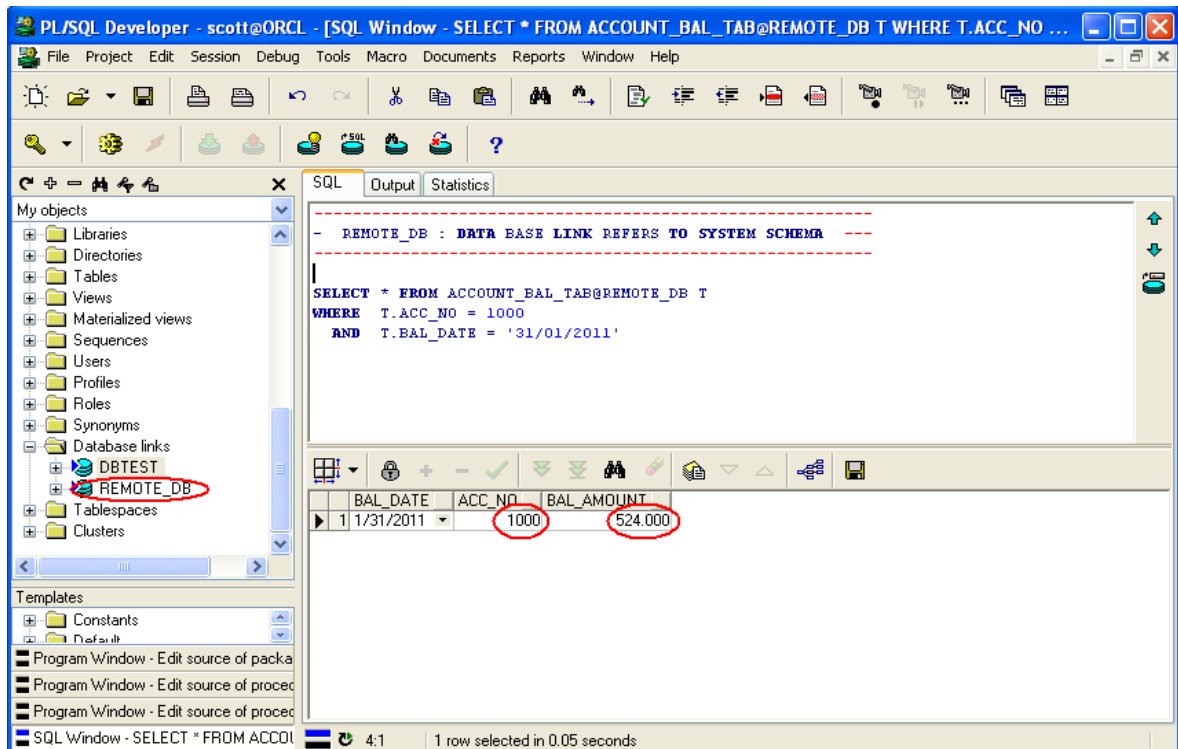 PL/SQL Developer - scott@ORCL - [SQL Window - SELECT * FROM ACCOUNT_BAL_TAB@REMOTE_DB T WHERE T.ACC_NO ...
File Project Edit Session Debug Tools Macro Documents Reports Window Help
SQL Output Statistics
My objects
Libraries
Directories
Tables
Views
Materialized views
Sequences
Users
Profiles
Roles
Synonyms
Database links
DBTEST
REMOTE_DB
Tablespaces
Clusters
--------------------------------------------------------
- REMOTE_DB : DATA BASE LINK REFERS TO SYSTEM SCHEMA ---
--------------------------------------------------------
SELECT * FROM ACCOUNT_BAL_TAB@REMOTE_DB T
WHERE T.ACC_NO = 1000
AND T.BAL_DATE = '31/01/2011'
BAL_DATE ACC_NO BAL_AMOUNT
1 1/31/2011 1000 524.000
Templates
Constants
Default
Program Window - Edit source of packa
Program Window - Edit source of proced
Program Window - Edit source of proced
SQL Window - SELECT * FROM ACCOU
4:1 1 row selected in 0.05 seconds